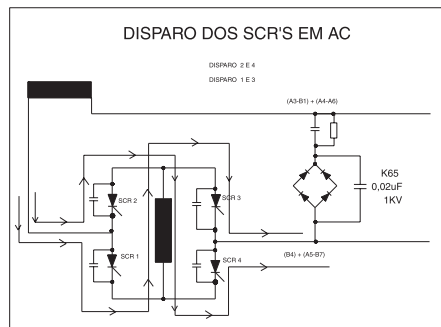 DISPARO DOS SCR'S EM AC
DISPARO 2 E 4
DISPARO 1 E 3
(A3-B1) + (A4-A6)
K65
0,02uF
1KV
SCR 2
SCR 3
SCR 1
SCR 4
(B4) + (A5-B7)